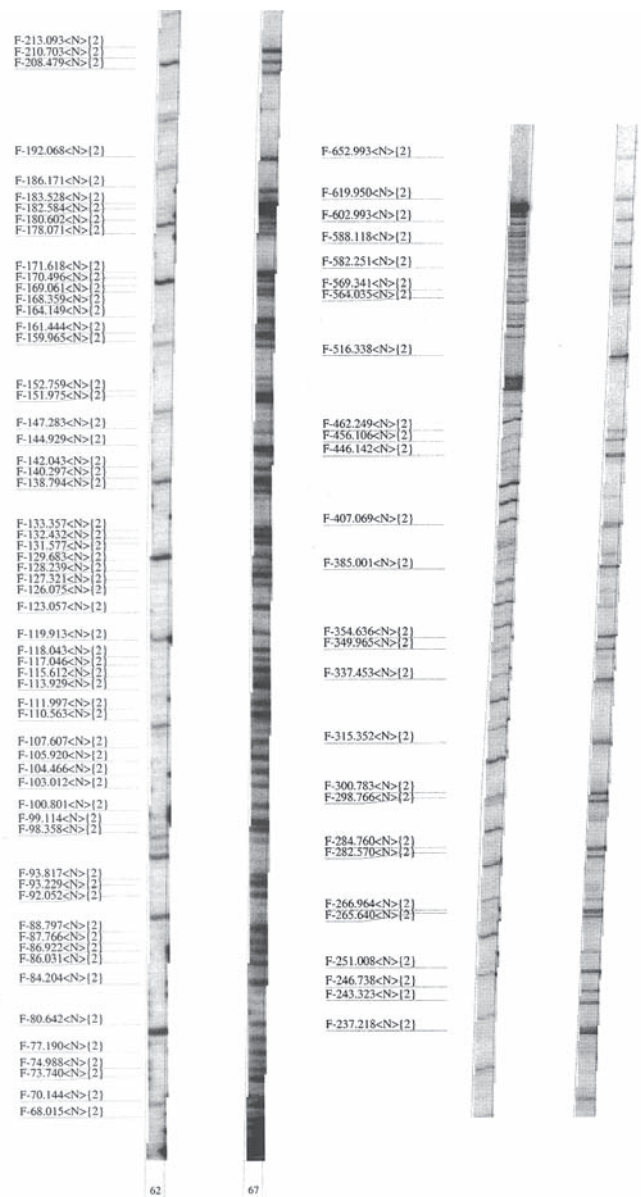 F-213.093<N>{2}
F-210.703<N>{2}
F-208.479<N>{2}
F-192.068<N>{2}
F-186.171<N>{2}
F-183.528<N>{2}
F-182.584<N>{2}
F-180.602<N>{2}
F-178.071<N>{2}
F-171.618<N>{2}
F-170.496<N>{2}
F-169.061<N>{2}
F-168.359<N>{2}
F-164.149<N>{2}
F-161.444<N>{2}
F-159.965<N>{2}
F-152.759<N>{2}
F-151.975<N>{2}
F-147.283<N>{2}
F-144.929<N>{2}
F-142.043<N>{2}
F-140.297<N>{2}
F-138.794<N>{2}
F-133.357<N>{2}
F-132.432<N>{2}
F-131.577<N>{2}
F-129.683<N>{2}
F-128.239<N>{2}
F-127.321<N>{2}
F-126.075<N>{2}
F-123.057<N>{2}
F-119.913<N>{2}
F-118.043<N>{2}
F-117.046<N>{2}
F-115.612<N>{2}
F-113.929<N>{2}
F-111.997<N>{2}
F-110.563<N>{2}
F-107.607<N>{2}
F-105.920<N>{2}
F-104.466<N>{2}
F-103.012<N>{2}
F-100.801<N>{2}
F-99.114<N>{2}
F-98.358<N>{2}
F-93.817<N>{2}
F-93.229<N>{2}
F-92.052<N>{2}
F-88.797<N>{2}
F-87.766<N>{2}
F-86.922<N>{2}
F-86.031<N>{2}
F-84.204<N>{2}
F-80.642<N>{2}
F-77.190<N>{2}
F-74.988<N>{2}
F-73.740<N>{2}
F-70.144<N>{2}
F-68.015<N>{2}
62
67
F-652.993<N>{2}
F-619.950<N>{2}
F-602.993<N>{2}
F-588.118<N>{2}
F-582.251<N>{2}
F-569.341<N>{2}
F-564.035<N>{2}
F-516.338<N>{2}
F-462.249<N>{2}
F-456.106<N>{2}
F-446.142<N>{2}
F-407.069<N>{2}
F-385.001<N>{2}
F-354.636<N>{2}
F-349.965<N>{2}
F-337.453<N>{2}
F-315.352<N>{2}
F-300.783<N>{2}
F-298.766<N>{2}
F-284.760<N>{2}
F-282.570<N>{2}
F-266.964<N>{2}
F-265.640<N>{2}
F-251.008<N>{2}
F-246.738<N>{2}
F-243.323<N>{2}
F-237.218<N>{2}